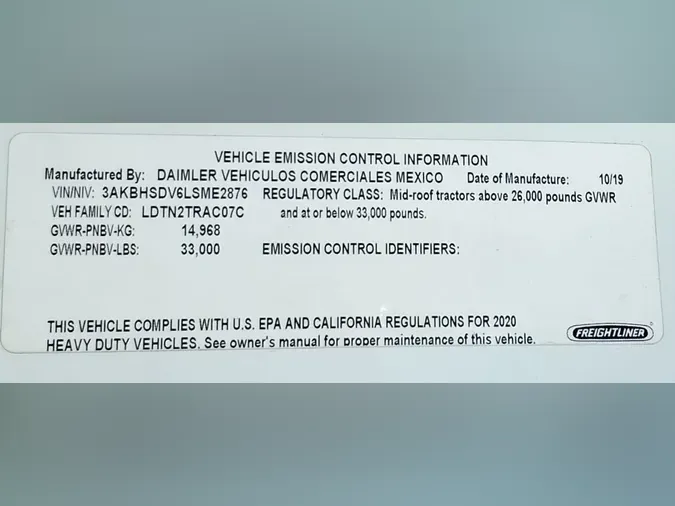 VEHICLE EMISSION CONTROL INFORMATION
Manufactured By: DAIMLER VEHICULOS COMERCIALES MEXICO Date of Manufacture: 10/19
VIN/NIV: 3AKBHSDV6LSME2876 REGULATORY CLASS: Mid-roof tractors above 26,000 pounds GVWR
VEH FAMILY CD: LDTN2TRAC07C and at or below 33,000 pounds.
GVWR-PNBV-KG: 14,968
GVWR-PNBV-LBS: 33,000 EMISSION CONTROL IDENTIFIERS:
THIS VEHICLE COMPLIES WITH U.S. EPA AND CALIFORNIA REGULATIONS FOR 2020
HEAVY DUTY VEHICLES. See owner's manual for proper maintenance of this vehicle.
FREIGHTLINER